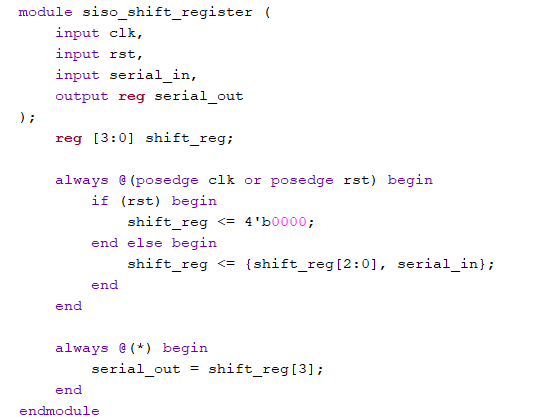 module siso_shift_register (
    input clk,
    input rst,
    input serial_in,
    output reg serial_out
);
    reg [3:0] shift_reg;

    always @(posedge clk or posedge rst) begin
        if (rst) begin
            shift_reg <= 4'b0000;
        end else begin
            shift_reg <= {shift_reg[2:0], serial_in};
        end
    end

    always @(*) begin
        serial_out = shift_reg[3];
    end
endmodule